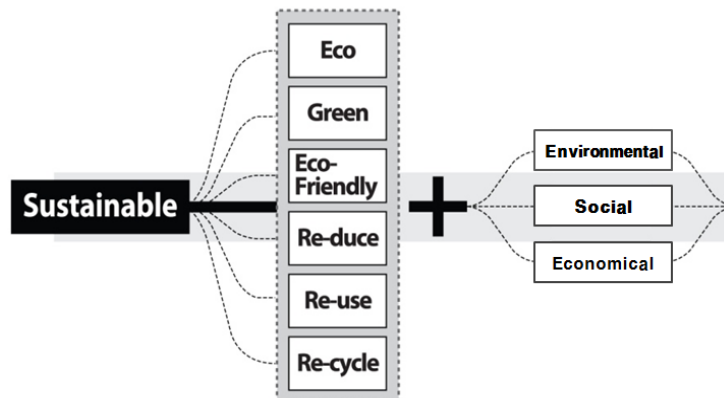 Sustainable
Eco
Green
Eco-
Friendly
Re-duce
Re-use
Re-cycle
+
Environmental
Social
Economical